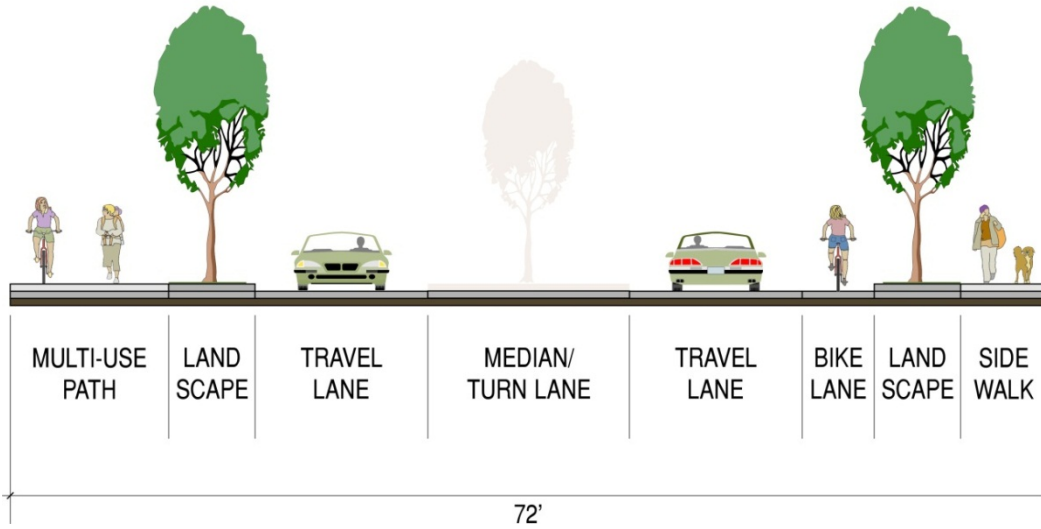 MULTI-USE
PATH
LAND
SCAPE
TRAVEL
LANE
MEDIAN/
TURN LANE
TRAVEL
LANE
BIKE
LANE
LAND
SCAPE
SIDE
WALK
72'